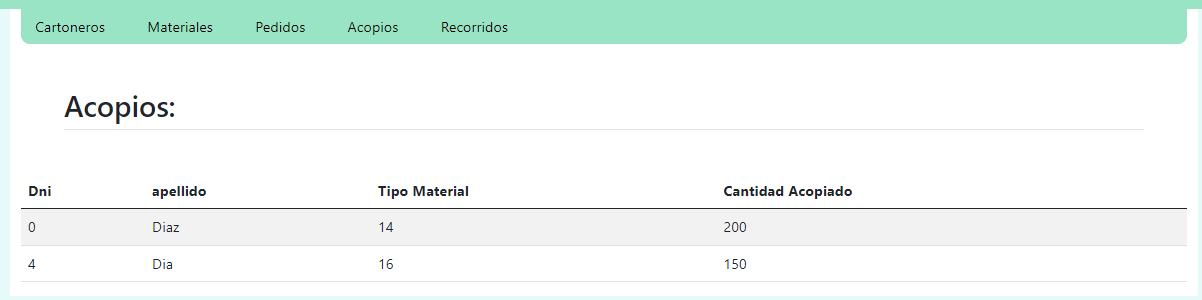 Cartoneros Materiales Pedidos Acopios Recorridos
Acopios:
Dni apellido Tipo Material Cantidad Acopiado
0 Diaz 14 200
4 Dia 16 150